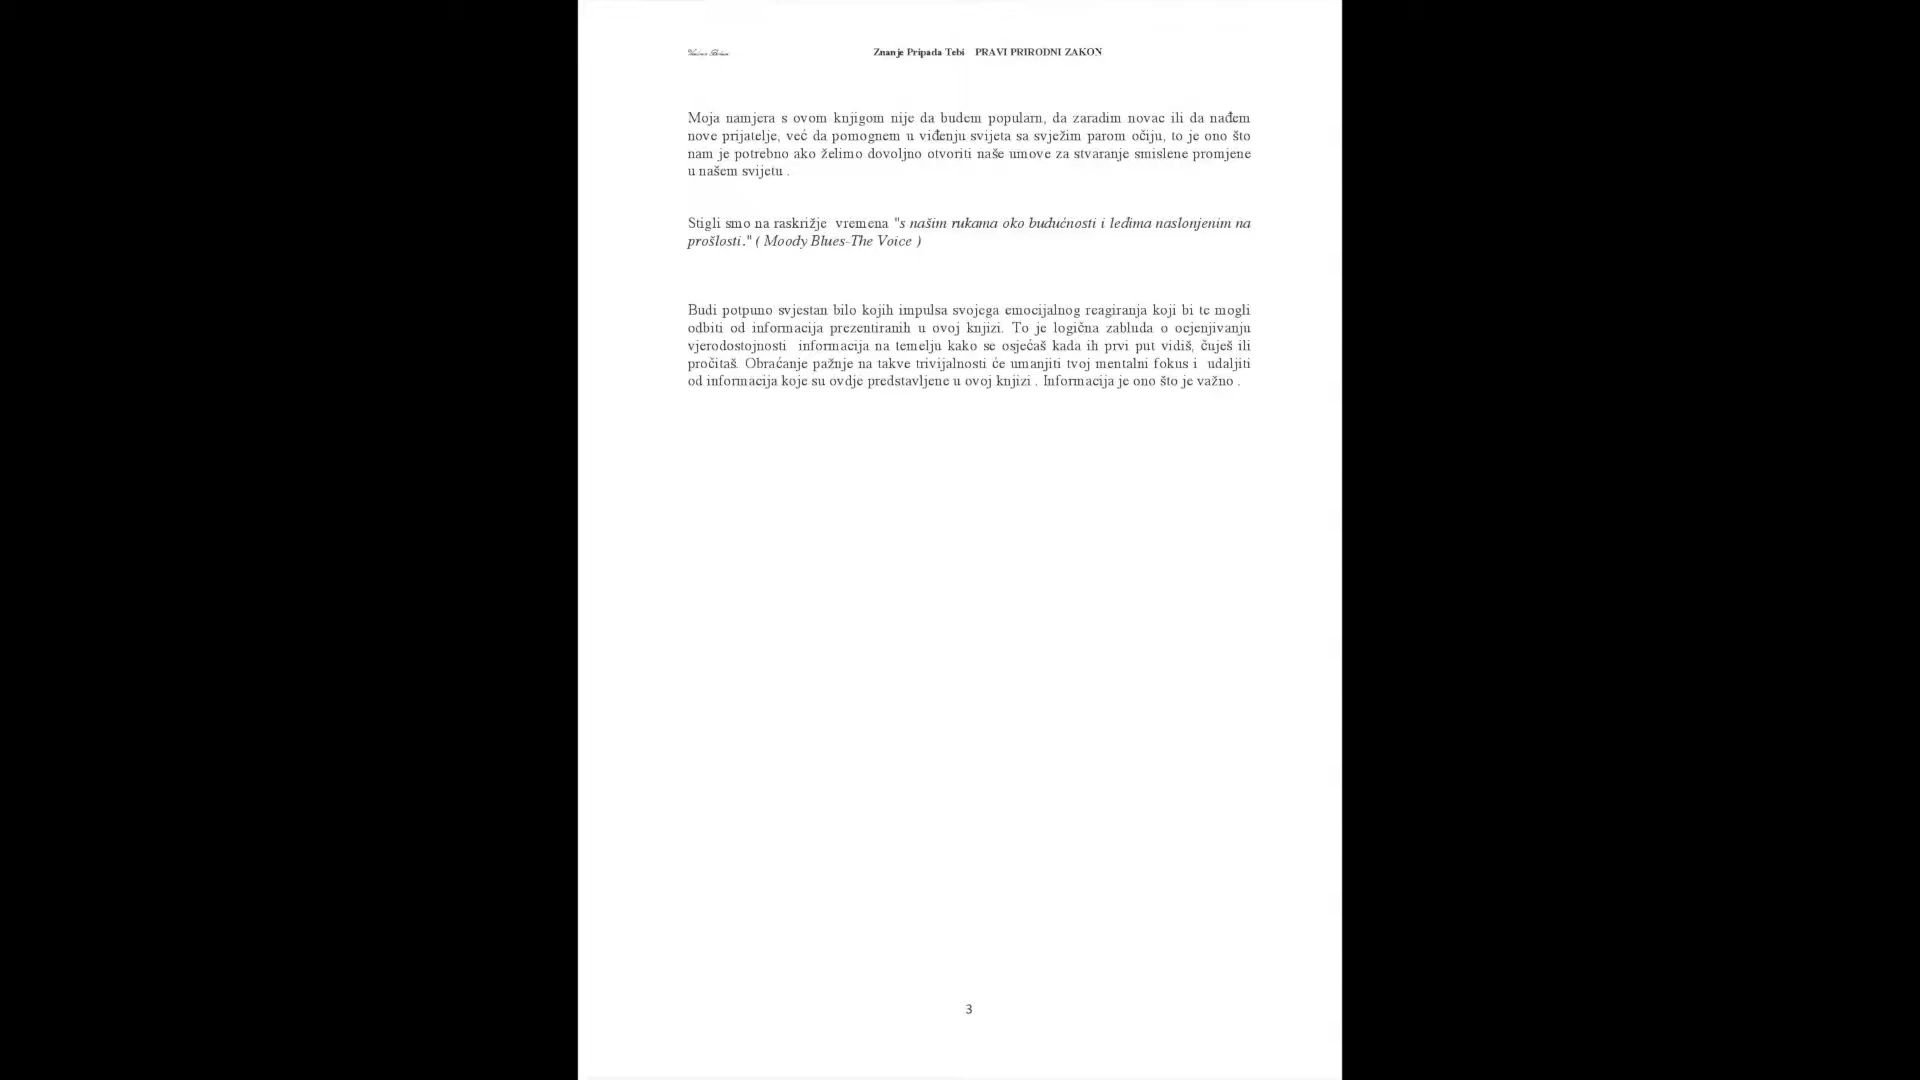 Znanje Pripada Tebi PRAVI PRIRODNI ZAKON
Moja namjera s ovom knjigom nije da budem popularn, da zaradim novac ili da nađem
nove prijatelje, već da pomognem u viđenju svijeta sa svježim parom očiju, to je ono što
nam je potrebno ako želimo dovoljno otvoriti naše umove za stvaranje smislene promjene
u našem svijetu .
Stigli smo na raskrižje vremena "s našim rukama oko budućnosti i leđima naslonjenim na
prošlosti." ( Moody Blues-The Voice )
Budi potpuno svjestan bilo kojih impulsa svojega emocijalnog reagiranja koji bi te mogli
odbiti od informacija prezentiranih u ovoj knjizi. To je logična zabluda o ocjenjivanju
vjerodostojnosti informacija na temelju kako se osjećaš kada ih prvi put vidiš, čuješ ili
pročitaš. Obraćanje pažnje na takve trivijalnosti će umanjiti tvoj mentalni fokus i udaljiti
od informacija koje su ovdje predstavljene u ovoj knjizi . Informacija je ono što je važno .
3